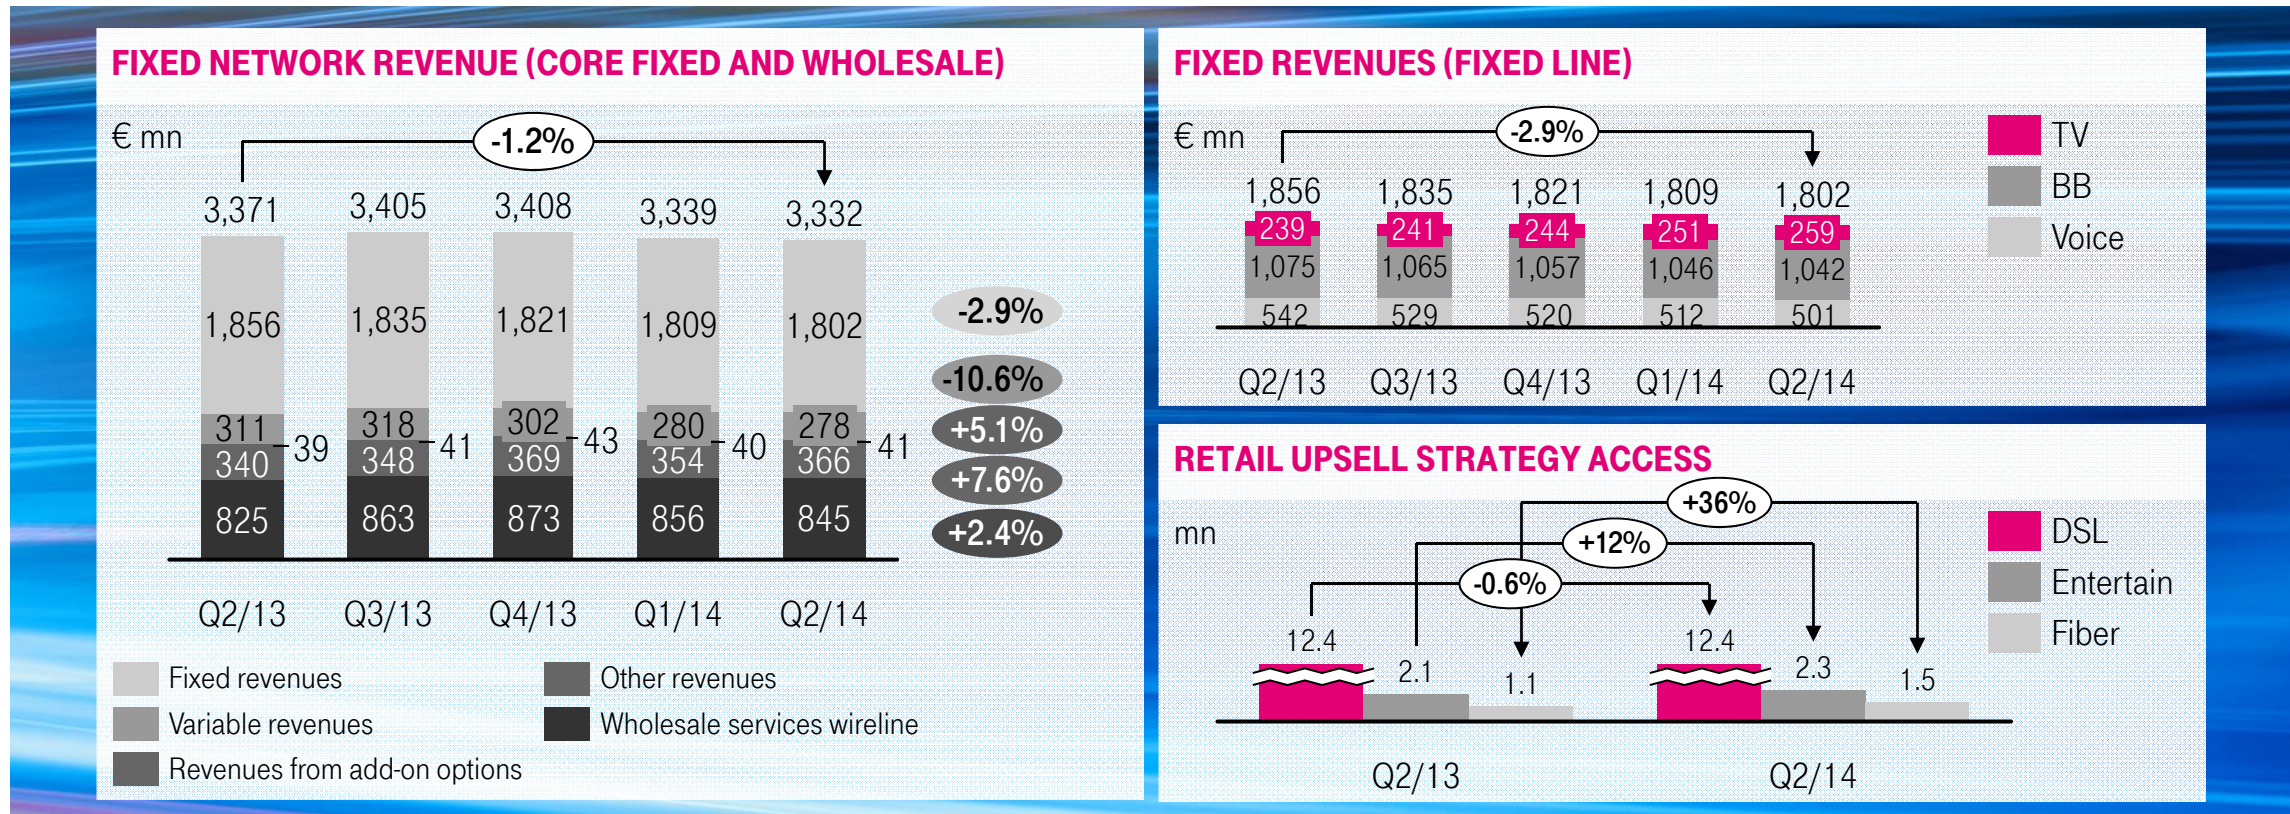 FIXED NETWORK REVENUE (CORE FIXED AND WHOLESALE)
€ mn
-1.2%
3,371 3,405 3,408 3,339 3,332
1,856 1,835 1,821 1,809 1,802
-2.9%
-10.6%
311 318 302 280 278
39 41 43 40 41
+5.1%
340 348 369 354 366
+7.6%
825 863 873 856 845
+2.4%
Q2/13 Q3/13 Q4/13 Q1/14 Q2/14
Fixed revenues
Variable revenues
Revenues from add-on options
Other revenues
Wholesale services wireline
FIXED REVENUES (FIXED LINE)
€ mn
-2.9%
1,856 1,835 1,821 1,809 1,802
239 241 244 251 259
1,075 1,065 1,057 1,046 1,042
542 529 520 512 501
Q2/13 Q3/13 Q4/13 Q1/14 Q2/14
TV
BB
Voice
RETAIL UPSELL STRATEGY ACCESS
mn
+36%
+12%
-0.6%
12.4 2.1 1.1 12.4 2.3 1.5
Q2/13 Q2/14
DSL
Entertain
Fiber